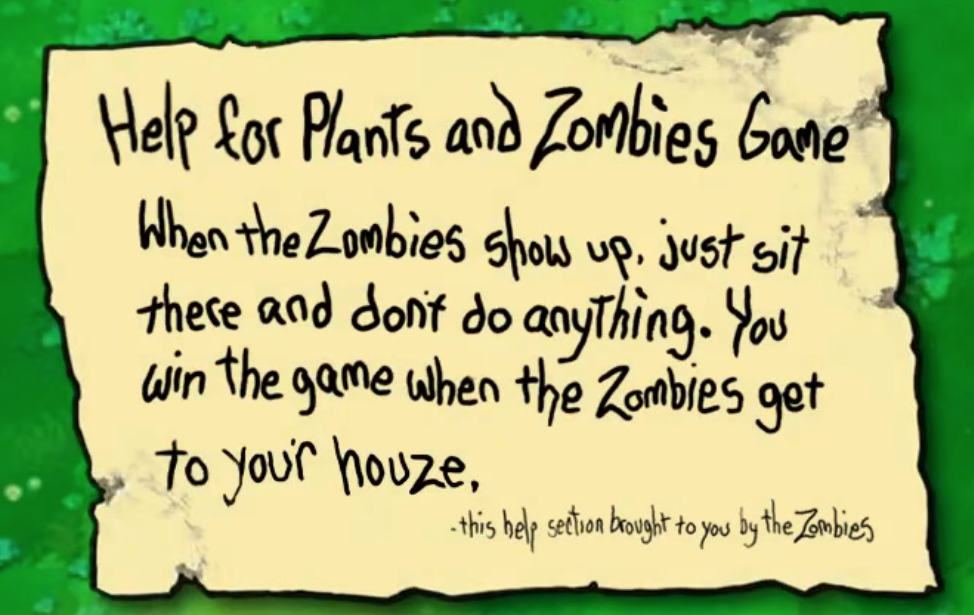 Help for Plants and Zombies Game
When the Zombies show up, just sit
there and don't do anything. You
win the game when the Zombies get
to your houze.
-this help section brought to you by the Zombies